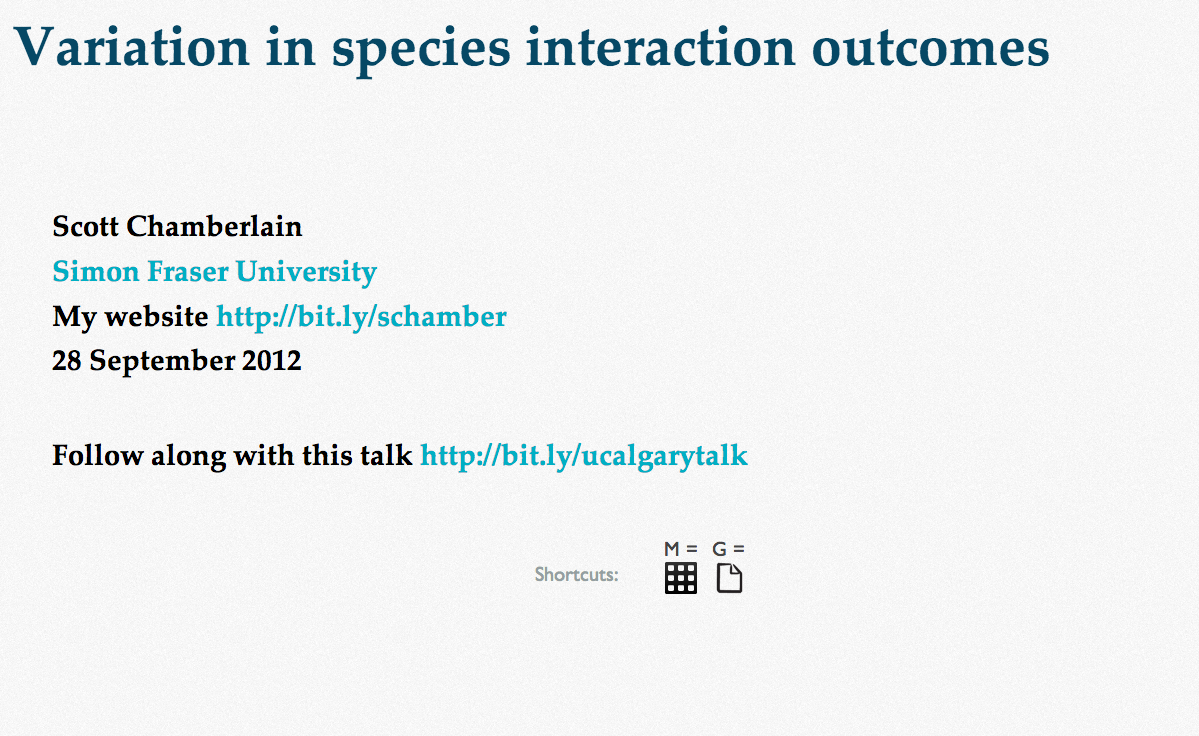 Variation in species interaction outcomes
Scott Chamberlain
Simon Fraser University
My website http://bit.ly/schamber
28 September 2012
Follow along with this talk http://bit.ly/ucalgarytalk
M = G =
Shortcuts: